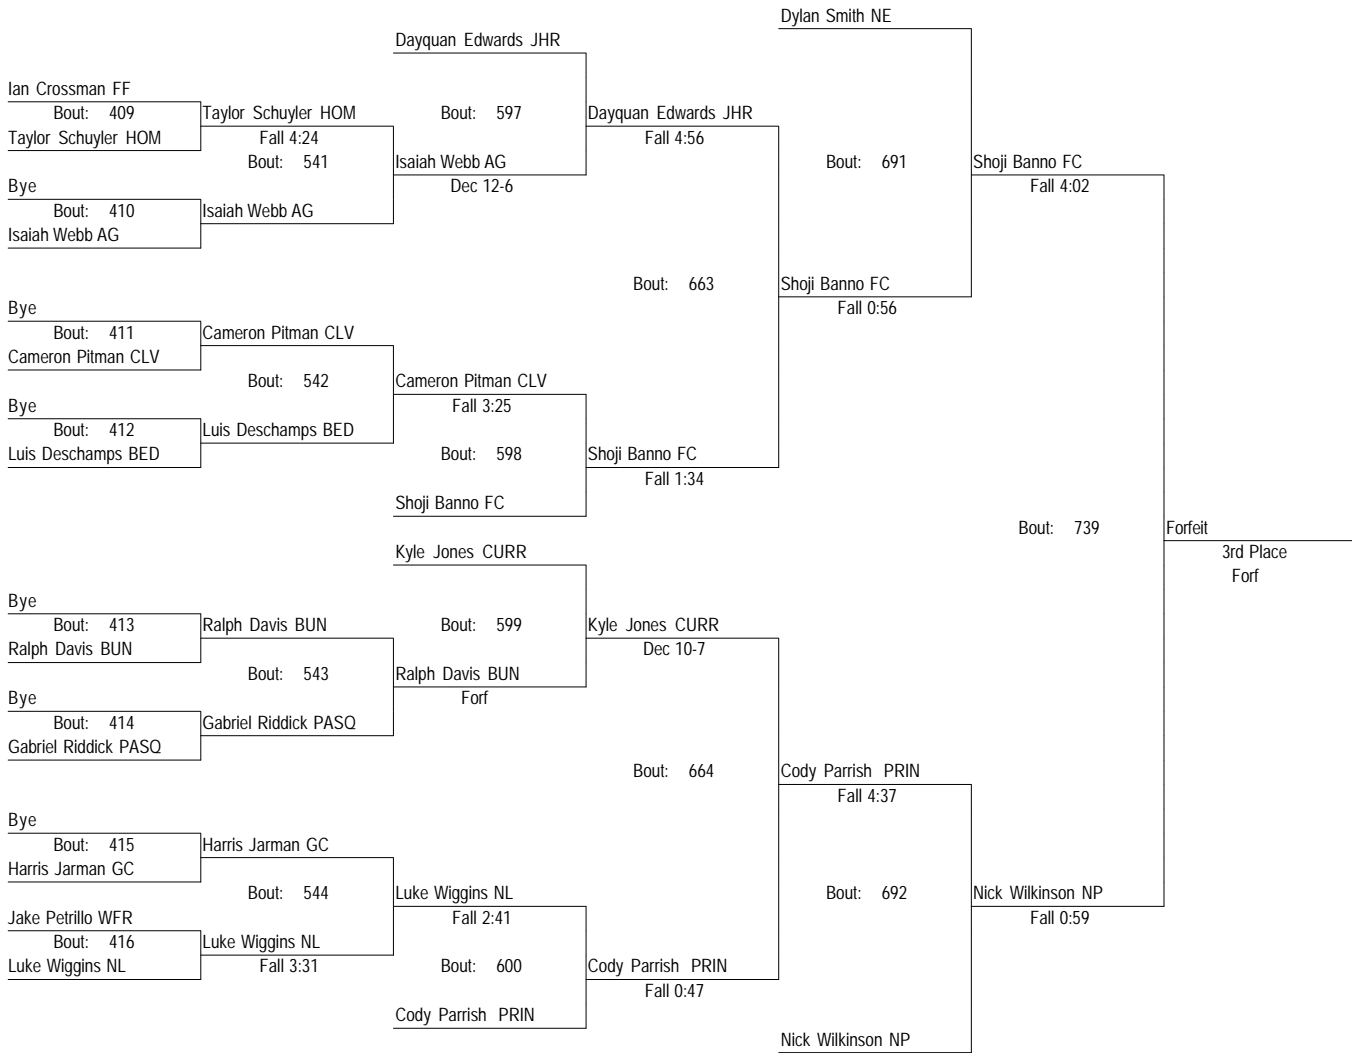 Dylan Smith NE
Dayquan Edwards JHR
Ian Crossman FF
Bout: 409 Taylor Schuyler HOM Bout: 597 Dayquan Edwards JHR
Taylor Schuyler HOM Fall 4:24 Fall 4:56
Bout: 541 Isaiah Webb AG Bout: 691 Shoji Banno FC
Bye Dec 12-6 Fall 4:02
Bout: 410 Isaiah Webb AG
Isaiah Webb AG
Bout: 663 Shoji Banno FC
Bye Fall 0:56
Bout: 411 Cameron Pitman CLV
Cameron Pitman CLV
Bout: 542 Cameron Pitman CLV
Bye Fall 3:25
Bout: 412 Luis Deschamps BED
Luis Deschamps BED Bout: 598 Shoji Banno FC
Fall 1:34
Shoji Banno FC
Bout: 739 Forfeit
Kyle Jones CURR 3rd Place
Forf
Bye
Bout: 413 Ralph Davis BUN Bout: 599 Kyle Jones CURR
Ralph Davis BUN Dec 10-7
Bout: 543 Ralph Davis BUN
Bye Forf
Bout: 414 Gabriel Riddick PASQ
Gabriel Riddick PASQ
Bout: 664 Cody Parrish PRIN
Fall 4:37
Bye
Bout: 415 Harris Jarman GC
Harris Jarman GC
Bout: 544 Luke Wiggins NL Bout: 692 Nick Wilkinson NP
Jake Petrillo WFR Fall 2:41 Fall 0:59
Bout: 416 Luke Wiggins NL
Luke Wiggins NL Fall 3:31 Bout: 600 Cody Parrish PRIN
Fall 0:47
Cody Parrish PRIN
Nick Wilkinson NP